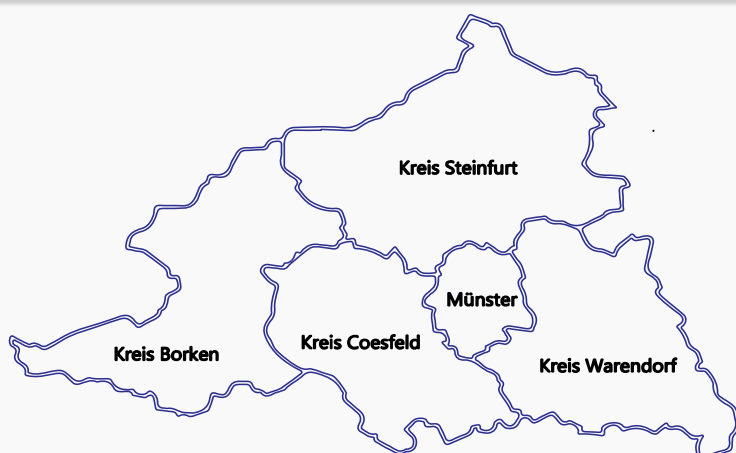 Kreis Steinfurt
Münster
Kreis Coesfeld
Kreis Borken
Kreis Warendorf